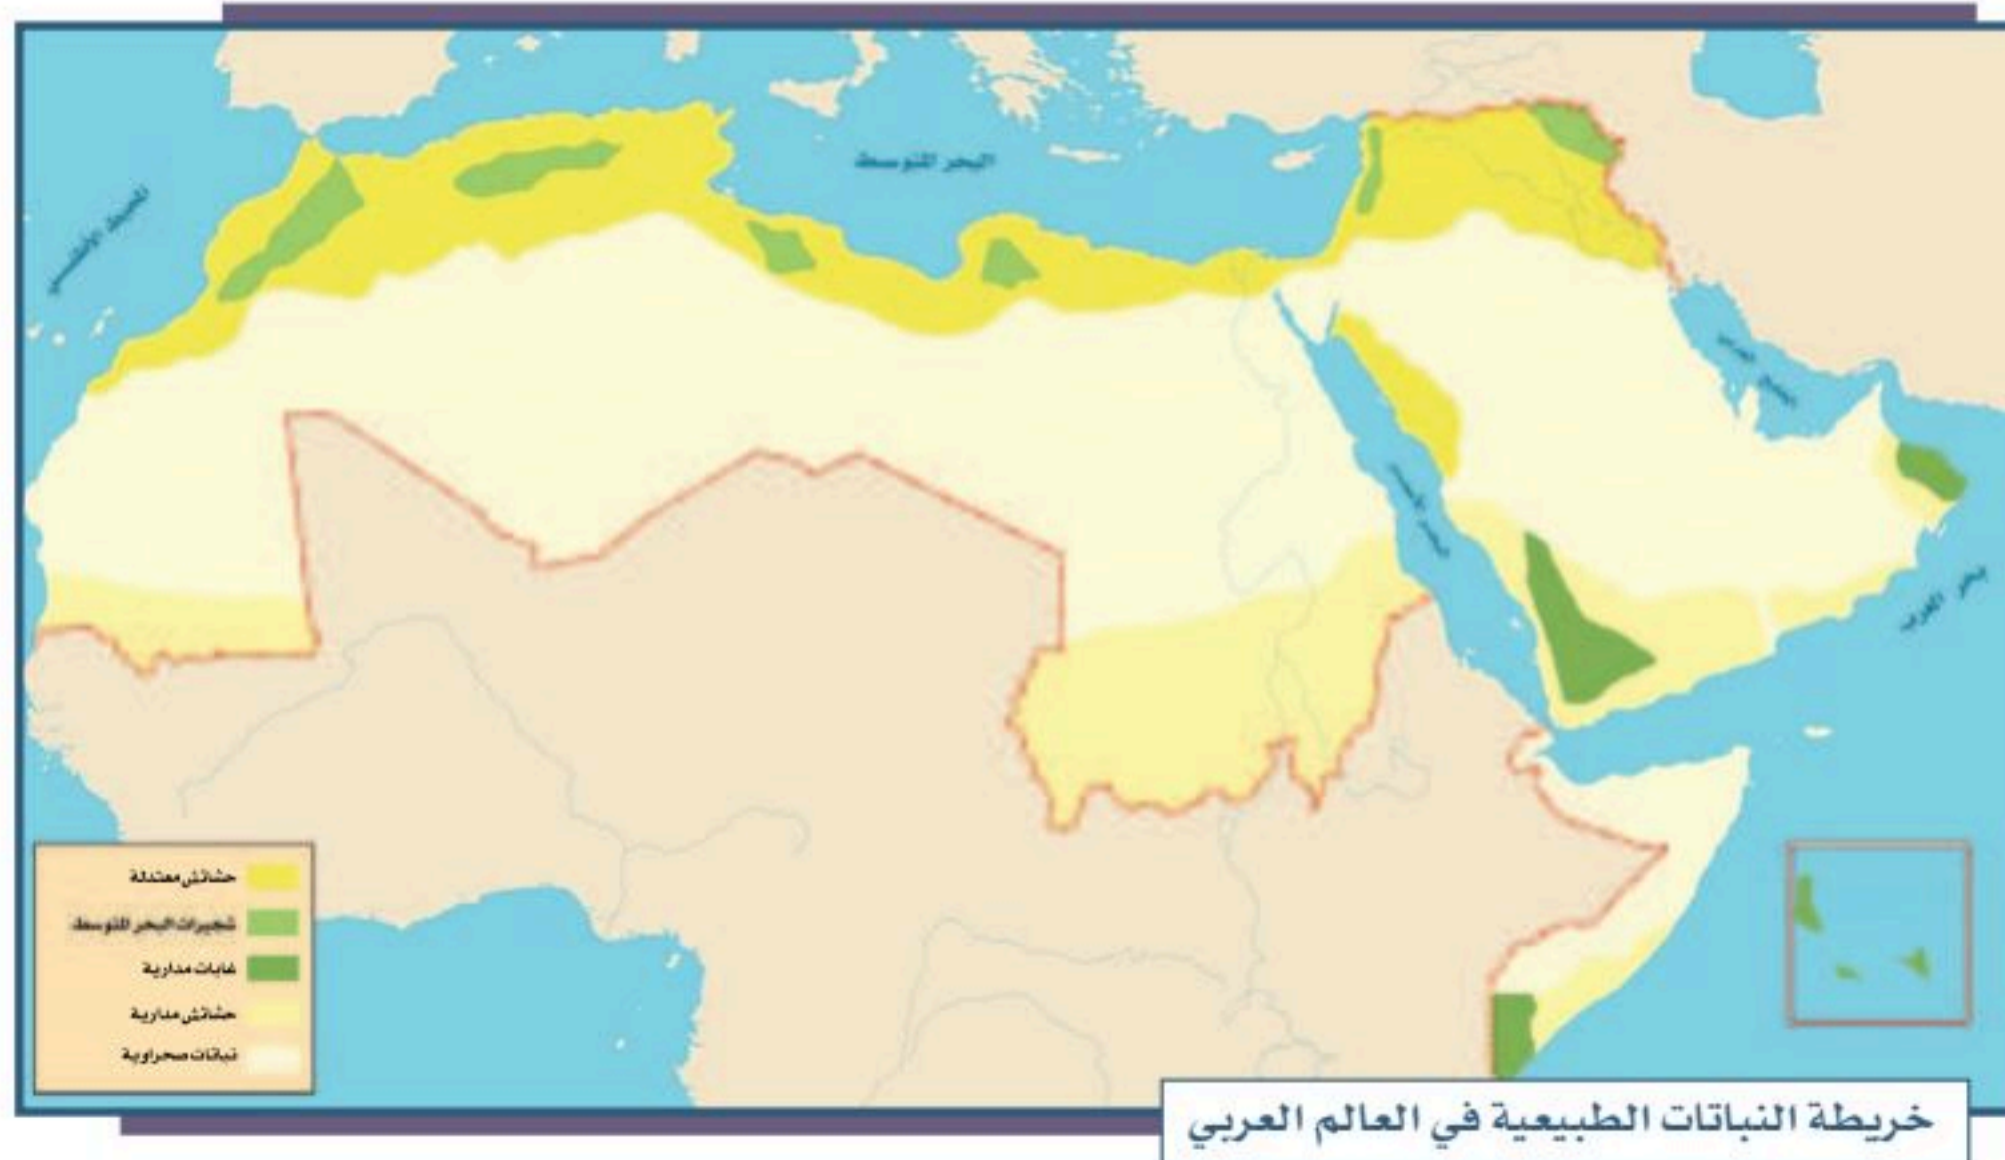 البحر المتوسط
المحيط الأطلسي
الخليج العربي
البحر الأحمر
بحر العرب
حشائش معتدلة
شجيرات البحر المتوسط
غابات مدارية
حشائش مدارية
نباتات صحراوية
خريطة النباتات الطبيعية في العالم العربي